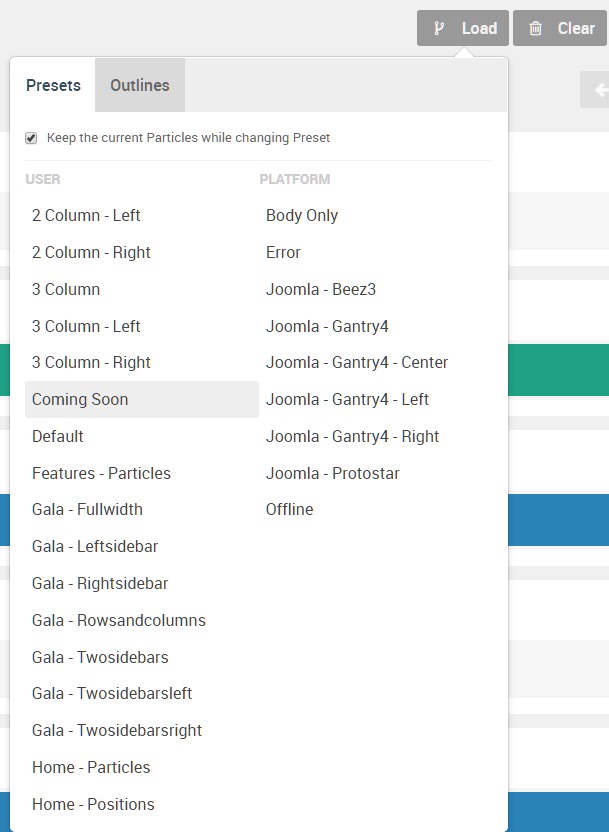 Load Clear
Presets Outlines
Keep the current Particles while changing Preset
USER PLATFORM
2 Column - Left Body Only
2 Column - Right Error
3 Column Joomla - Beez3
3 Column - Left Joomla - Gantry4
3 Column - Right Joomla - Gantry4 - Center
Coming Soon Joomla - Gantry4 - Left
Default Joomla - Gantry4 - Right
Features - Particles Joomla - Protostar
Gala - Fullwidth Offline
Gala - Leftsidebar
Gala - Rightsidebar
Gala - Rowsandcolumns
Gala - Twosidebars
Gala - Twosidebarsleft
Gala - Twosidebarsright
Home - Particles
Home - Positions